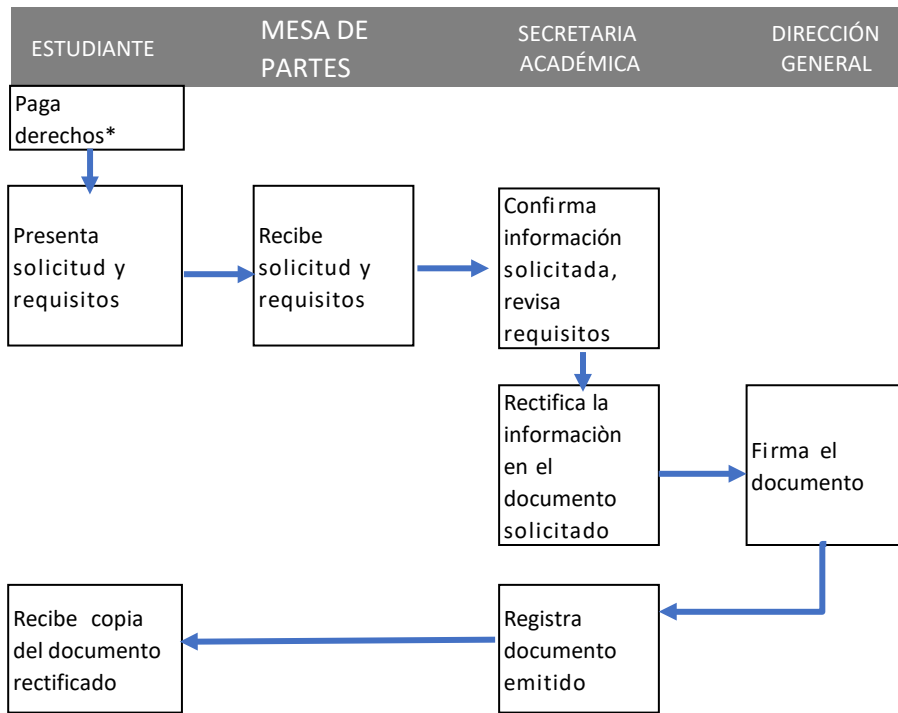 ESTUDIANTE
MESA DE
PARTES
SECRETARIA
ACADÉMICA
DIRECCIÓN
GENERAL
Paga
derechos*
Presenta
solicitud y
requisitos
Recibe
solicitud y
requisitos
Confirma
información
solicitada,
revisa
requisitos
Rectifica la
informaciòn
en el
documento
solicitado
Firma el
documento
Registra
documento
emitido
Recibe copia
del documento
rectificado